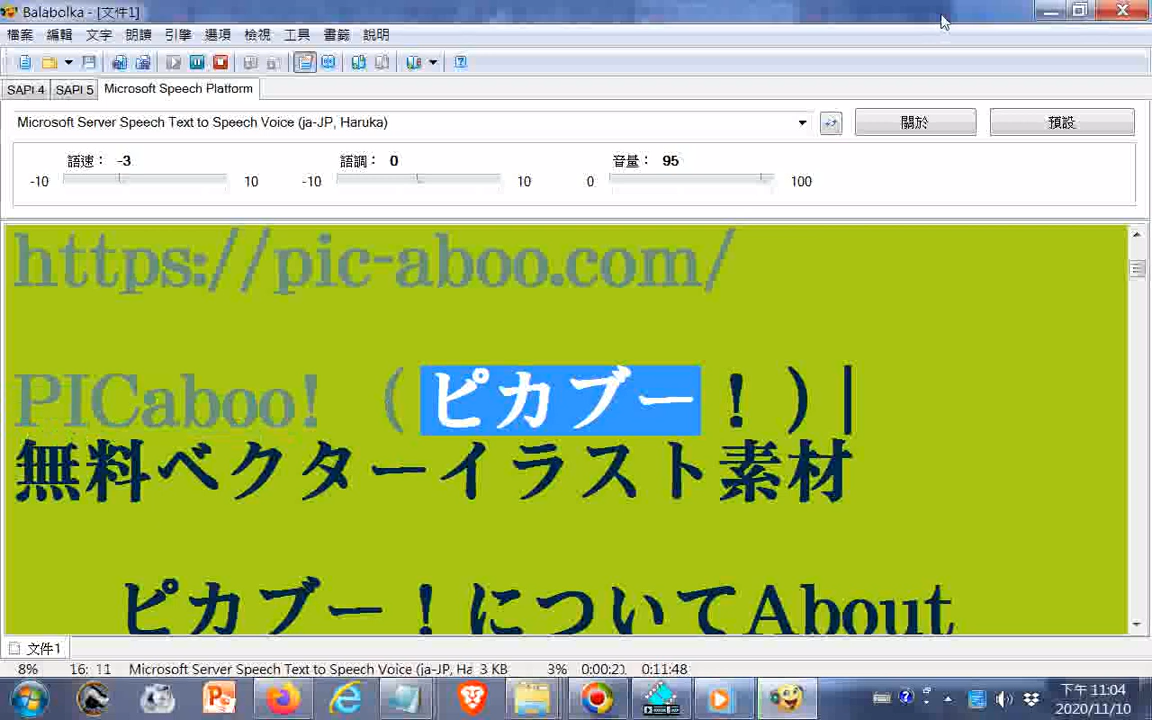 Balabolka - [文件1]
檔案 編輯 文字 朗讀 引擎 選項 檢視 工具 書籤 說明
SAPI 4 SAPI 5 Microsoft Speech Platform
Microsoft Server Speech Text to Speech Voice (ja-JP, Haruka) 關於 預設
語速： -3 語調： 0 音量： 95
-10 10 -10 10 0 100
https://pic-aboo.com/
PICaboo! （ピカブー！）
無料ベクターイラスト素材
ピカブー！についてAbout
文件1
8% 16: 11 Microsoft Server Speech Text to Speech Voice (ja-JP, Ha 3 KB 3% 0:00:21 0:11:48
下午 11:04
2020/11/10